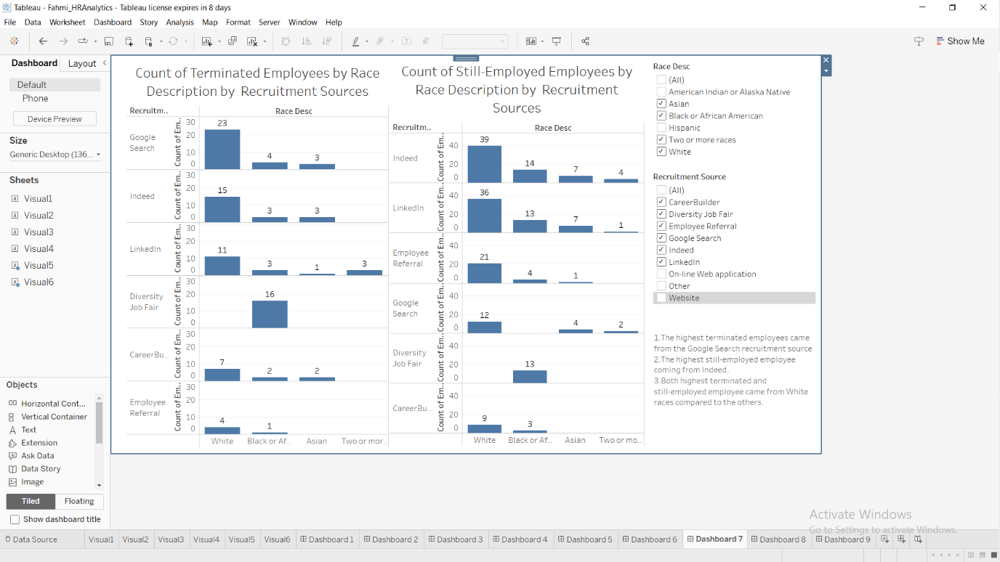 Tableau - Fahmi_HRAnalytics - Tableau license expires in 8 days
File Data Worksheet Dashboard Story Analysis Map Format Server Window Help
Show Me
Dashboard Layout
Default
Phone
Device Preview
Size
Generic Desktop (136...
Sheets
Visual1
Visual2
Visual3
Visual4
Visual5
Visual6
Objects
Horizontal Cont...
Vertical Container
Text
Extension
Ask Data
Data Story
Image
Tiled Floating
Show dashboard title
Count of Terminated Employees by Race
Description by Recruitment Sources
Recruitm.. Race Desc
Google
Search
Count of Em..
30
20
10
0
23 4 3
Indeed
Count of Em..
30
20
10
0
15 3 3
LinkedIn
Count of Em..
30
20
10
0
11 3 1 3
Diversity
Job Fair
Count of Em..
30
20
10
0
16
CareerBu..
Count of Em..
30
20
10
0
7 2 2
Employee
Referral
Count of Em..
30
20
10
0
4 1
White Black or Af.. Asian Two or mor..
Count of Still-Employed Employees by
Race Description by Recruitment
Sources
Recruitm.. Race Desc
Indeed
Count of Em..
40
20
0
39 14 7 4
LinkedIn
Count of Em..
40
20
0
36 13 7 1
Employee
Referral
Count of Em..
40
20
0
21 4 1
Google
Search
Count of Em..
40
20
0
12 4 2
Diversity
Job Fair
Count of Em..
40
20
0
13
CareerBu..
Count of Em..
40
20
0
9 3
White Black or Af.. Asian Two or mo..
Race Desc
(All)
American Indian or Alaska Native
Asian
Black or African American
Hispanic
Two or more races
White
Recruitment Source
(All)
CareerBuilder
Diversity Job Fair
Employee Referral
Google Search
Indeed
LinkedIn
On-line Web application
Other
Website
1.The highest terminated employees came
from the Google Search recruitment source
2.The highest still-employed employee
coming from Indeed.
3.Both highest terminated and
still-employed employee came from White
races compared to the others.
Activate Windows
Go to Settings to activate Windows.
Data Source Visual1 Visual2 Visual3 Visual4 Visual5 Visual6 Dashboard 1 Dashboard 2 Dashboard 3 Dashboard 4 Dashboard 5 Dashboard 6 Dashboard 7 Dashboard 8 Dashboard 9